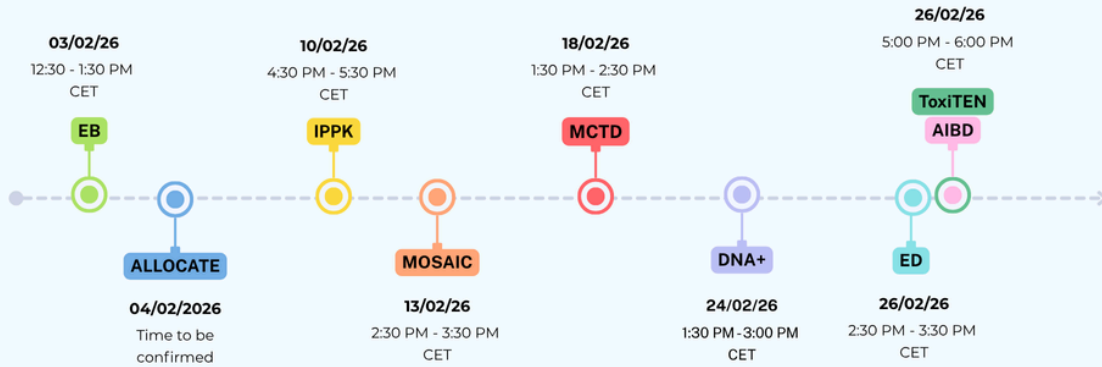 03/02/26
12:30 - 1:30 PM
CET
EB
ALLOCATE
04/02/2026
Time to be
confirmed
10/02/26
4:30 PM - 5:30 PM
CET
IPPK
MOSAIC
13/02/26
2:30 PM - 3:30 PM
CET
18/02/26
1:30 PM - 2:30 PM
CET
MCTD
DNA+
24/02/26
1:30 PM - 3:00 PM
CET
ED
26/02/26
2:30 PM - 3:30 PM
CET
26/02/26
5:00 PM - 6:00 PM
CET
ToxiTEN
AIBD